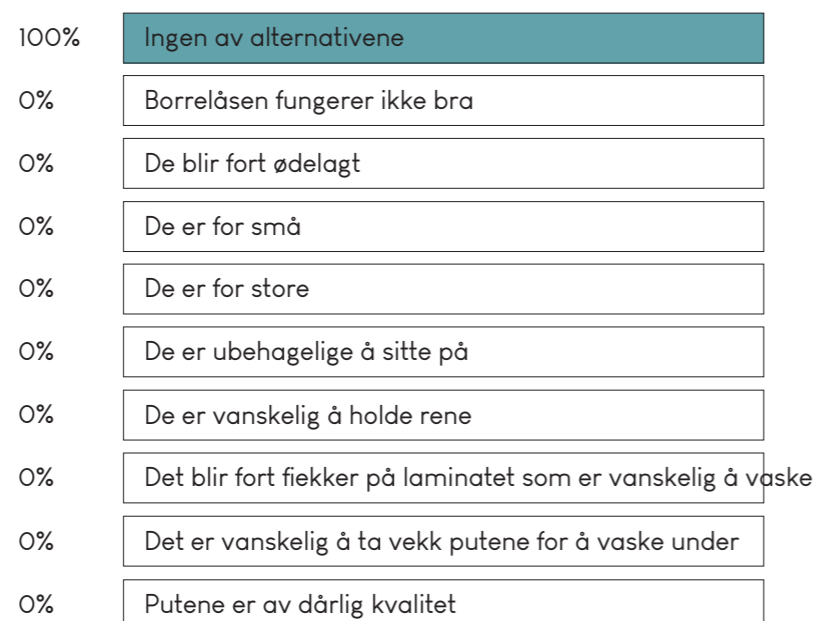 100% Ingen av alternativene
0% Borrelåsen fungerer ikke bra
0% De blir fort ødelagt
0% De er for små
0% De er for store
0% De er ubehagelige å sitte på
0% De er vanskelig å holde rene
0% Det blir fort fiekker på laminatet som er vanskelig å vaske
0% Det er vanskelig å ta vekk putene for å vaske under
0% Putene er av dårlig kvalitet